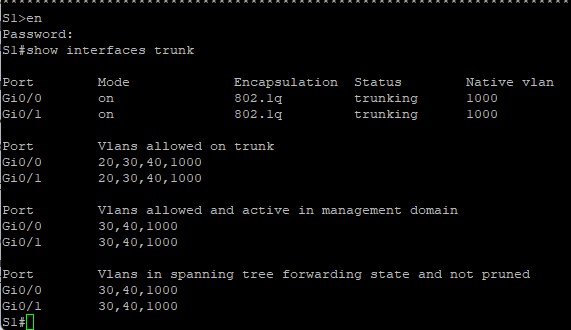 S1>en
Password:
S1#show interfaces trunk
Port        Mode             Encapsulation  Status        Native vlan
Gi0/0       on               802.1q         trunking      1000
Gi0/1       on               802.1q         trunking      1000
Port        Vlans allowed on trunk
Gi0/0       20,30,40,1000
Gi0/1       20,30,40,1000
Port        Vlans allowed and active in management domain
Gi0/0       30,40,1000
Gi0/1       30,40,1000
Port        Vlans in spanning tree forwarding state and not pruned
Gi0/0       30,40,1000
Gi0/1       30,40,1000
S1#